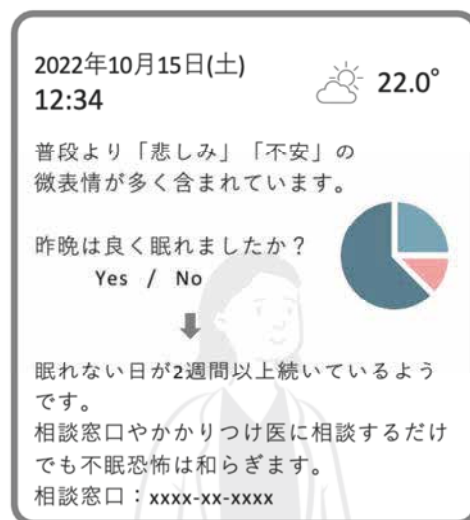 2022年10月15日(土)
12:34
22.0°
普段より「悲しみ」「不安」の
微表情が多く含まれています。
昨晩は良く眠れましたか？
Yes / No
眠れない日が2週間以上続いているよう
です。
相談窓口やかかりつけ医に相談するだけ
でも不眠恐怖は和らぎます。
相談窓口：xxxx-xx-xxxx